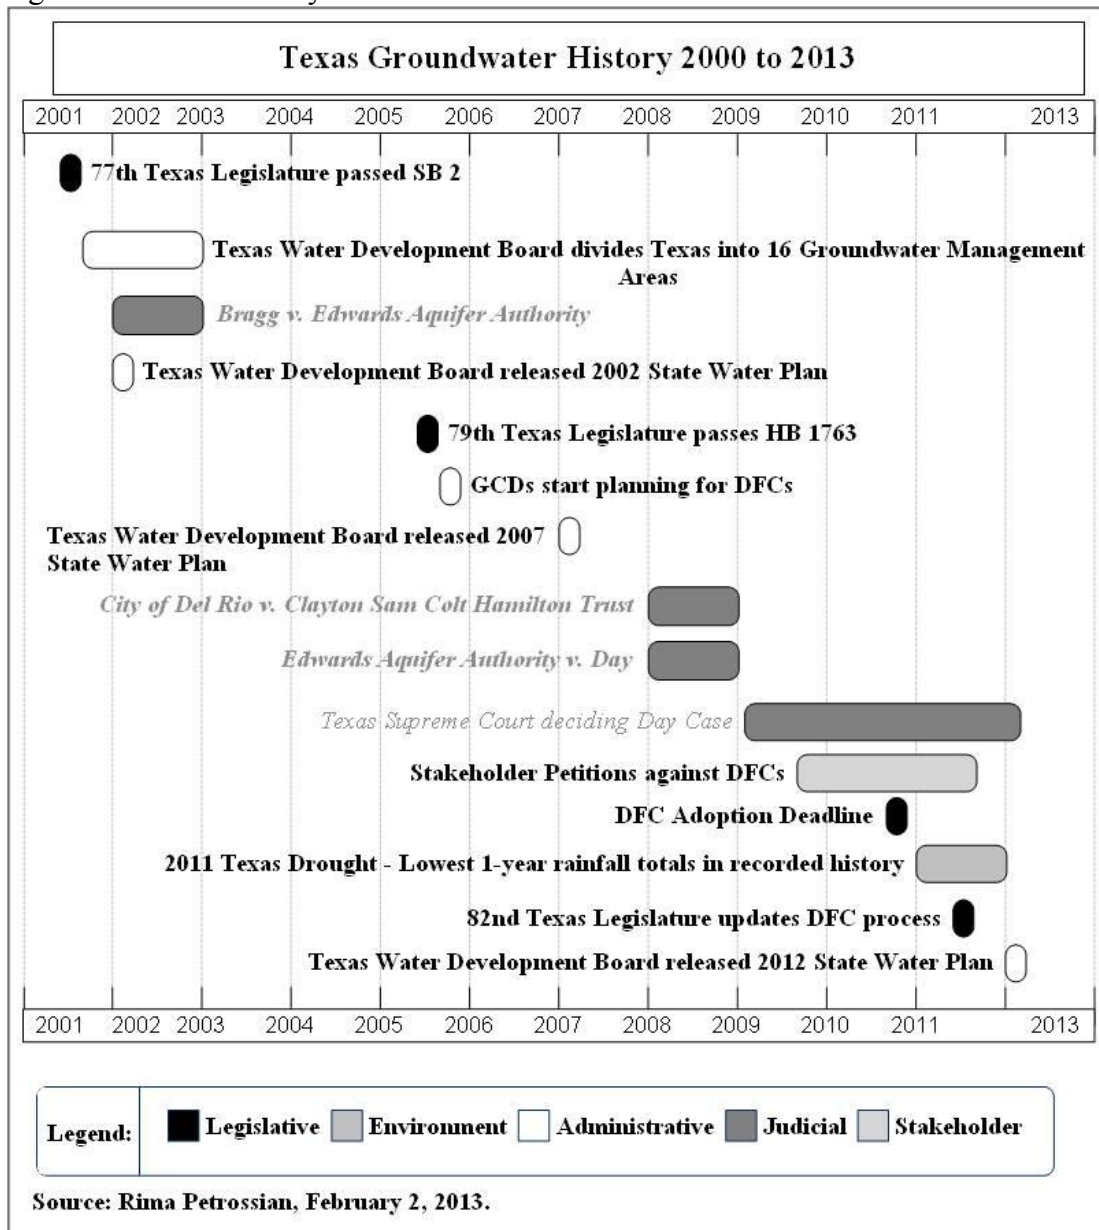 Texas Groundwater History 2000 to 2013
2001 2002 2003 2004 2005 2006 2007 2008 2009 2010 2011 2013
77th Texas Legislature passed SB 2
Texas Water Development Board divides Texas into 16 Groundwater Management
Areas
Bragg v. Edwards Aquifer Authority
Texas Water Development Board released 2002 State Water Plan
79th Texas Legislature passes HB 1763
GCDs start planning for DFCs
Texas Water Development Board released 2007
State Water Plan
City of Del Rio v. Clayton Sam Colt Hamilton Trust
Edwards Aquifer Authority v. Day
Texas Supreme Court deciding Day Case
Stakeholder Petitions against DFCs
DFC Adoption Deadline
2011 Texas Drought - Lowest 1-year rainfall totals in recorded history
82nd Texas Legislature updates DFC process
Texas Water Development Board released 2012 State Water Plan
2001 2002 2003 2004 2005 2006 2007 2008 2009 2010 2011 2013
Legend: Legislative Environment Administrative Judicial Stakeholder
Source: Rima Petrossian, February 2, 2013.